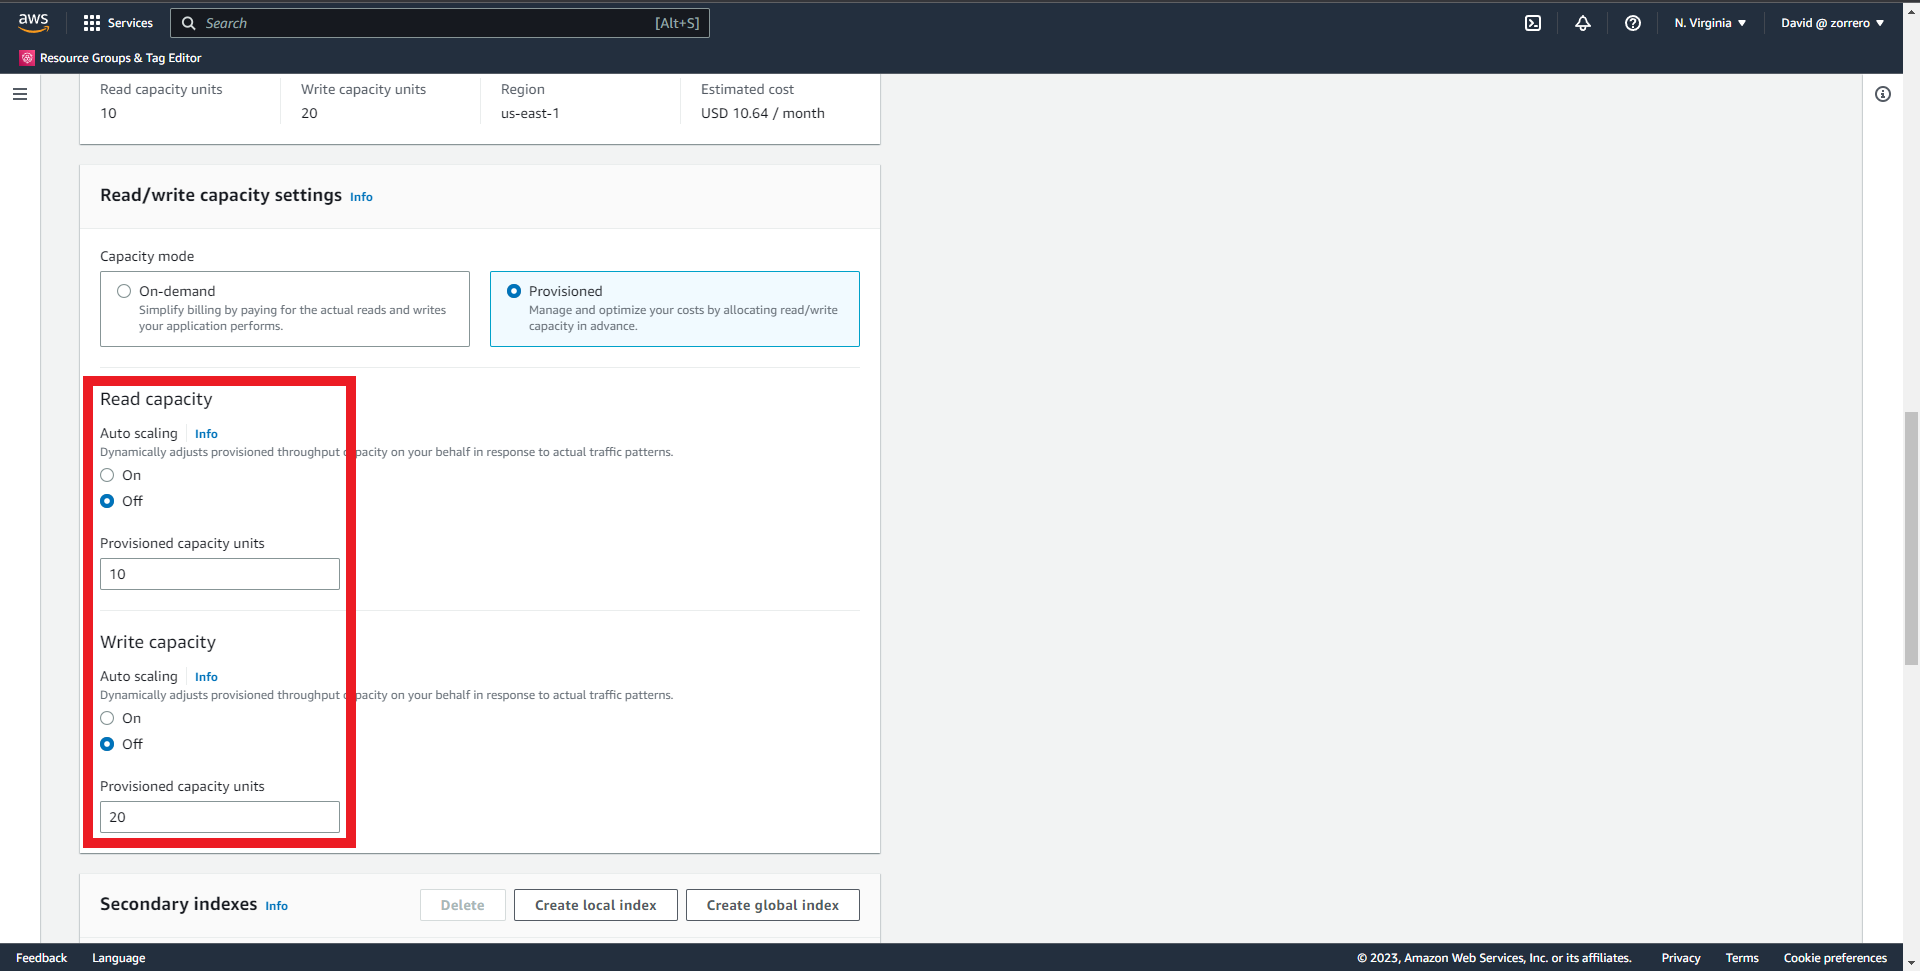 aws
Services
Search
[Alt+S]
N. Virginia
David @ zorrero
Resource Groups & Tag Editor
Read capacity units
Write capacity units
Region
Estimated cost
10
20
us-east-1
USD 10.64 / month
Read/write capacity settings Info
Capacity mode
On-demand
Simplify billing by paying for the actual reads and writes
your application performs.
Provisioned
Manage and optimize your costs by allocating read/write
capacity in advance.
Read capacity
Auto scaling Info
Dynamically adjusts provisioned throughput capacity on your behalf in response to actual traffic patterns.
On
Off
Provisioned capacity units
10
Write capacity
Auto scaling Info
Dynamically adjusts provisioned throughput capacity on your behalf in response to actual traffic patterns.
On
Off
Provisioned capacity units
20
Secondary indexes Info
Delete
Create local index
Create global index
Feedback
Language
© 2023, Amazon Web Services, Inc. or its affiliates.
Privacy
Terms
Cookie preferences